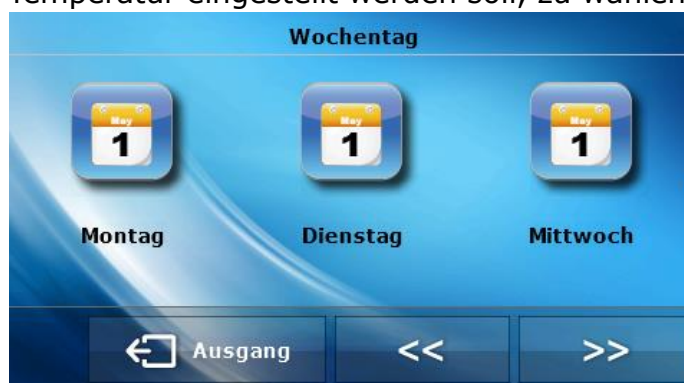 Temperatur eingestellt werden soll, zu wählen
Wochentag
May May May
1 1 1
Montag Dienstag Mittwoch
Ausgang << >>